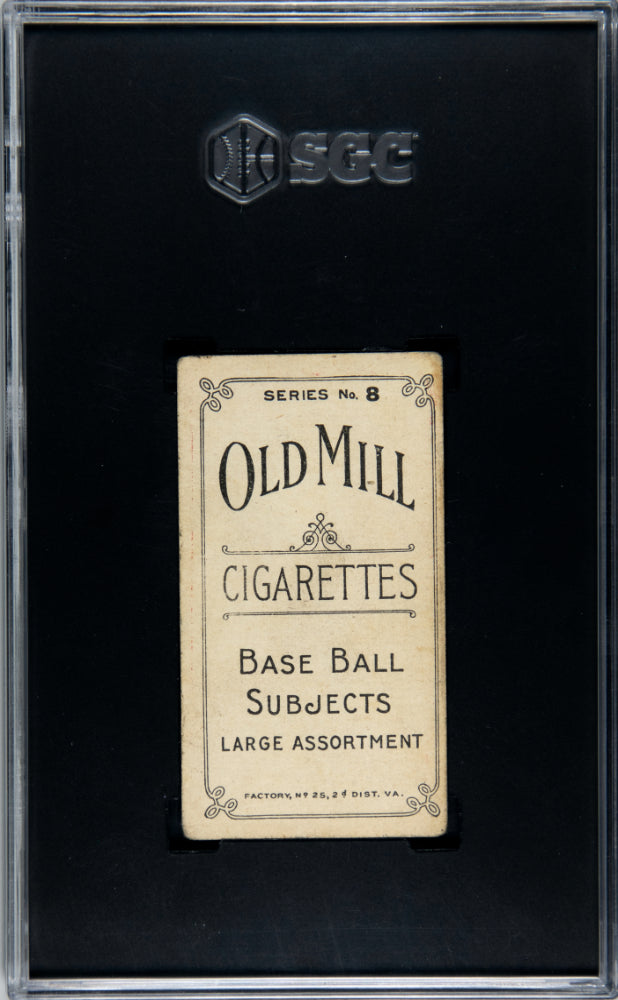 SGC
SERIES No. 8
OLD MILL
CIGARETTES
BASE BALL
SUBJECTS
LARGE ASSORTMENT
FACTORY, Nº 25, 2d DIST. VA.